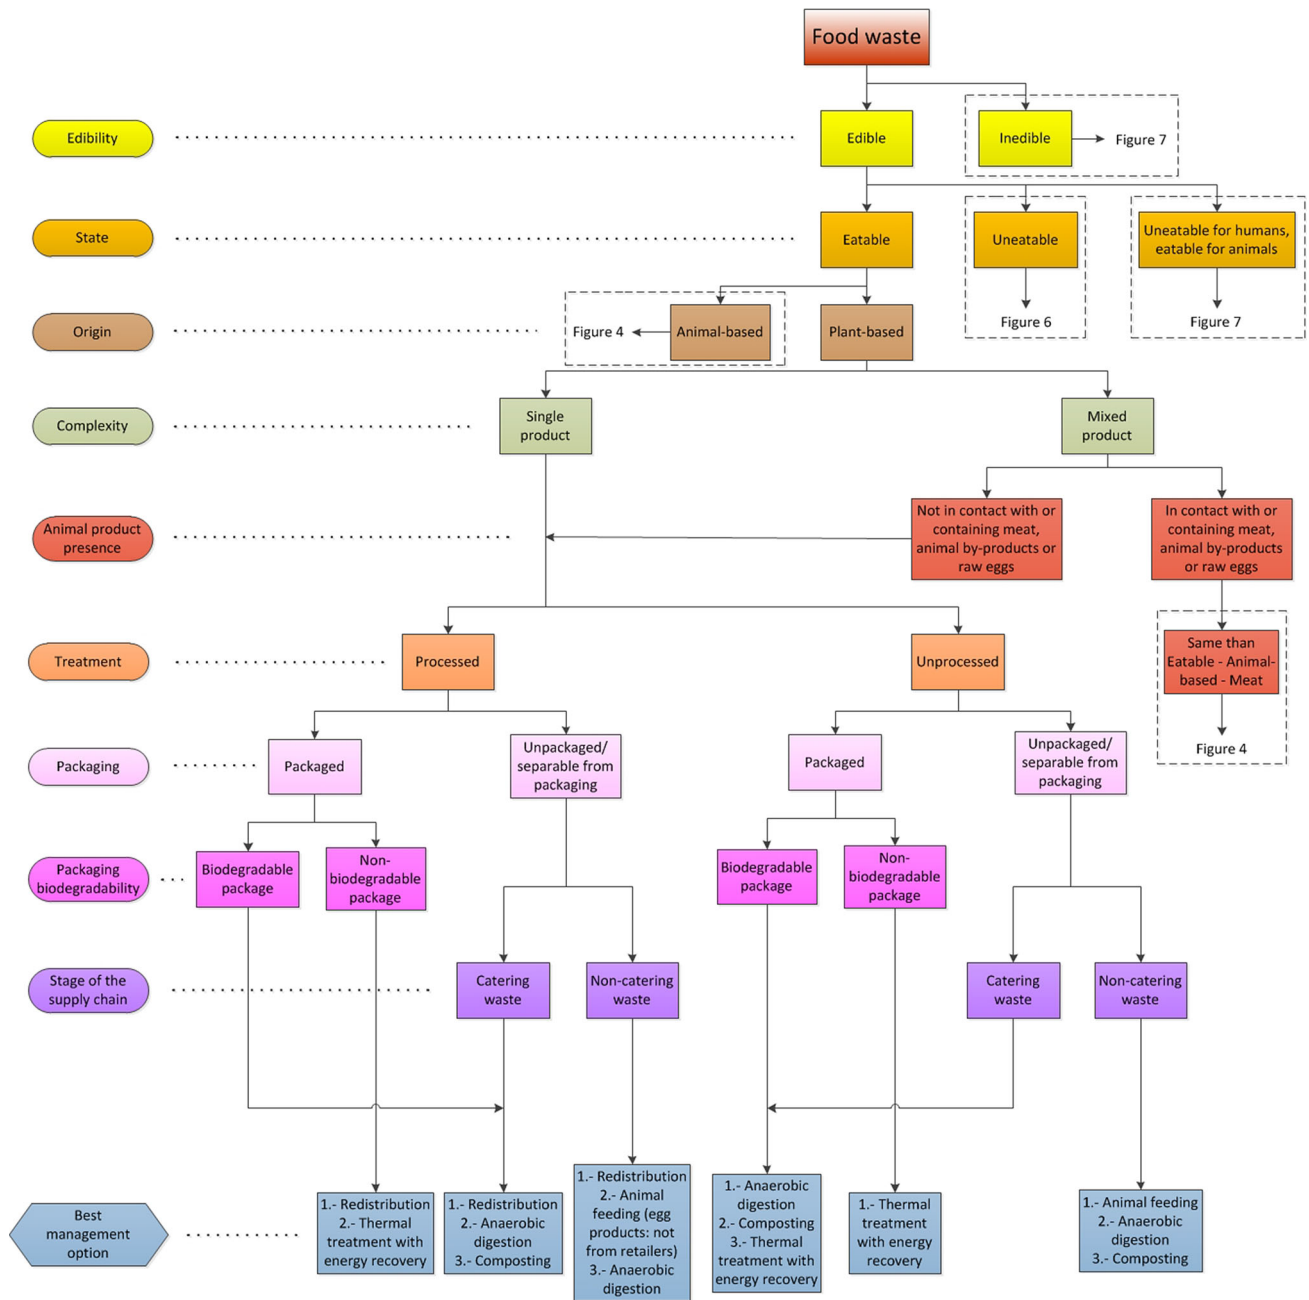 Food waste
Edibility
Edible
Inedible
Figure 7
State
Eatable
Uneatable
Uneatable for humans,
eatable for animals
Figure 6
Figure 7
Origin
Figure 4
Animal-based
Plant-based
Complexity
Single
product
Mixed
product
Animal product
presence
Not in contact with or
containing meat,
animal by-products or
raw eggs
In contact with or
containing meat,
animal by-products
or raw eggs
Treatment
Processed
Unprocessed
Same than
Eatable - Animal-
based - Meat
Figure 4
Packaging
Packaged
Unpackaged/
separable from
packaging
Packaged
Unpackaged/
separable from
packaging
Packaging
biodegradability
Biodegradable
package
Non-
biodegradable
package
Biodegradable
package
Non-
biodegradable
package
Stage of the
supply chain
Catering
waste
Non-catering
waste
Catering
waste
Non-catering
waste
Best
management
option
1.- Redistribution
2.- Thermal
treatment with
energy recovery
1.- Redistribution
2.- Anaerobic
digestion
3.- Composting
1.- Redistribution
2.- Animal
feeding (egg
products: not
from retailers)
3.- Anaerobic
digestion
1.- Anaerobic
digestion
2.- Composting
3.- Thermal
treatment with
energy recovery
1.- Thermal
treatment
with energy
recovery
1.- Animal feeding
2.- Anaerobic
digestion
3.- Composting